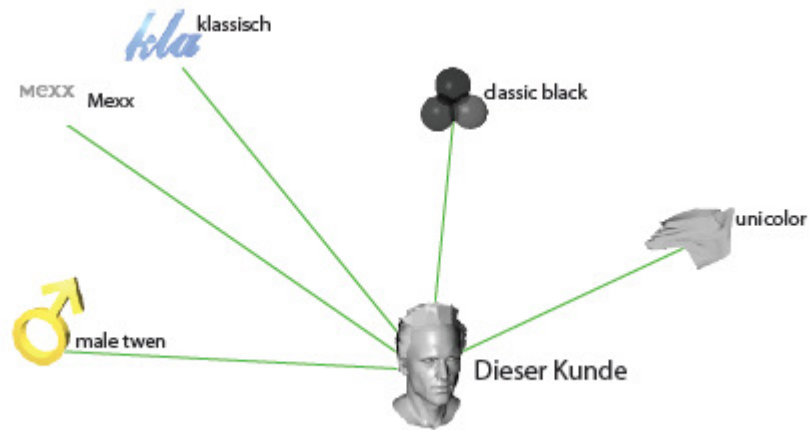 kla klassisch
mexx Mexx
classic black
unicolor
male twen
Dieser Kunde